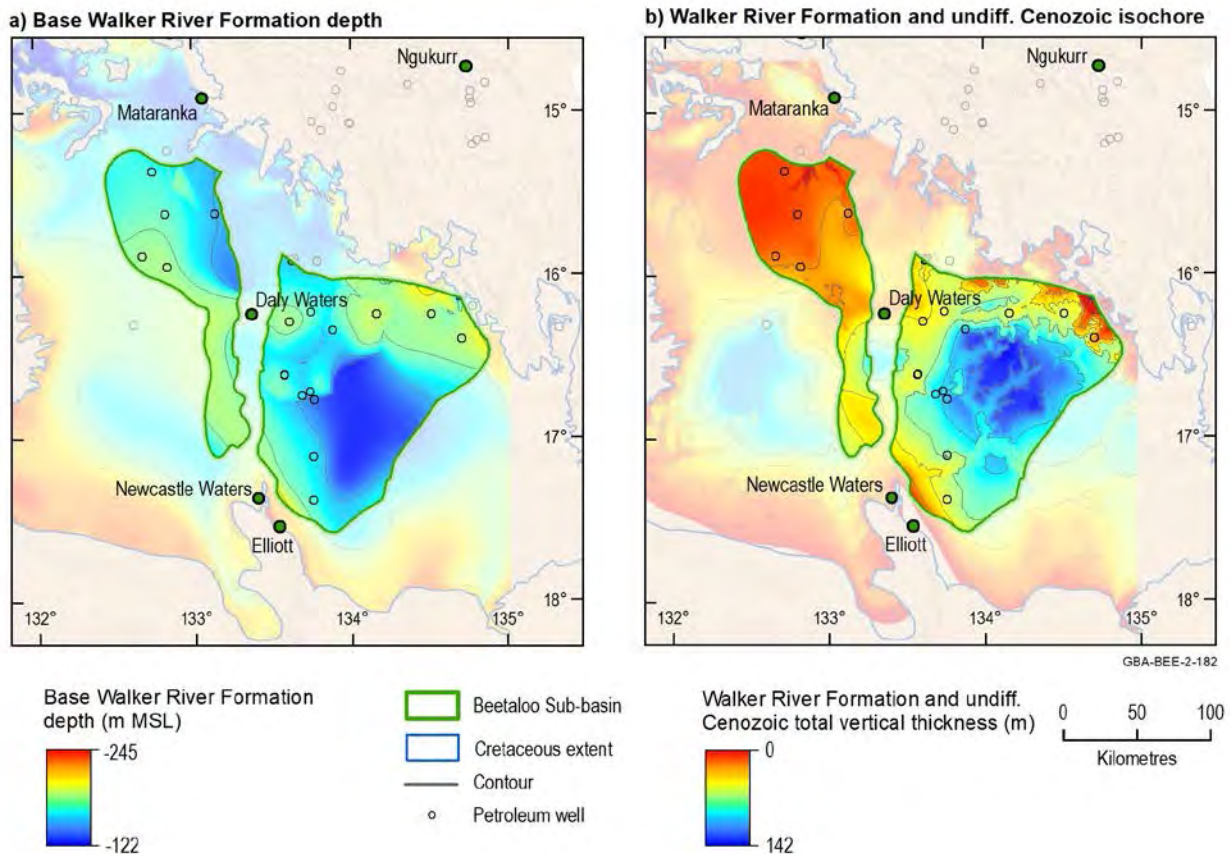 a) Base Walker River Formation depth
Ngukurr
Mataranka
Daly Waters
Newcastle Waters
Elliott
15°
16°
17°
18°
132°
133°
134°
135°
b) Walker River Formation and undiff. Cenozoic isochore
Ngukurr
Mataranka
Daly Waters
Newcastle Waters
Elliott
15°
16°
17°
18°
132°
133°
134°
135°
GBA-BEE-2-182
Base Walker River Formation
depth (m MSL)
-245
-122
Beetaloo Sub-basin
Cretaceous extent
Contour
Petroleum well
Walker River Formation and undiff.
Cenozoic total vertical thickness (m)
0
142
0 50 100
Kilometres